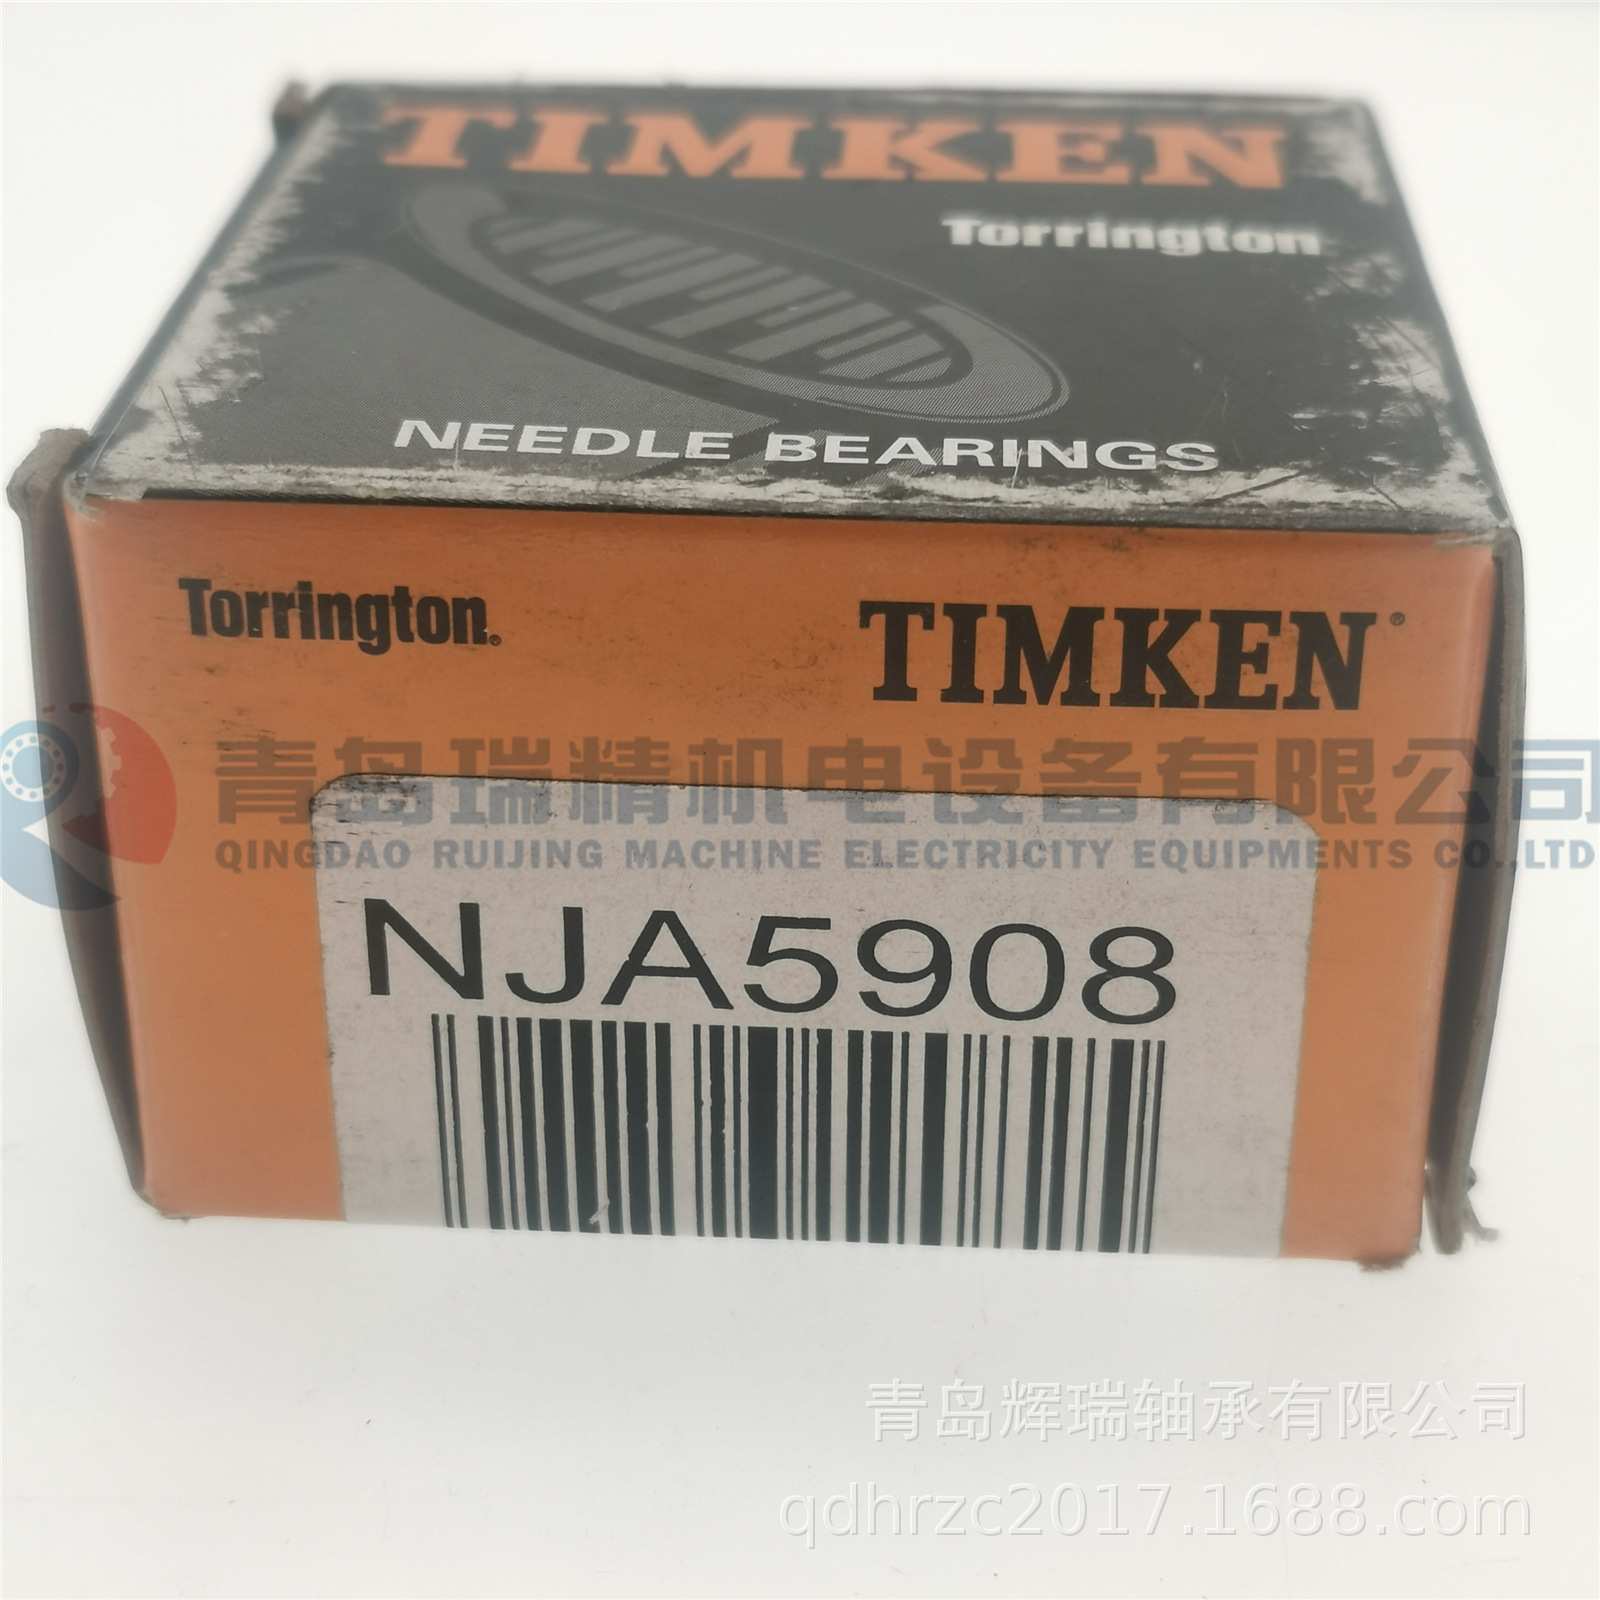 TIMKEN
Torrington
NEEDLE BEARINGS
Torrington®
TIMKEN®
青岛瑞精机电设备有限公司
QINGDAO RUIJING MACHINE ELECTRICITY EQUIPMENTS CO.,LTD
NJA5908
青岛辉瑞轴承有限公司
qdhrzc2017.1688.com